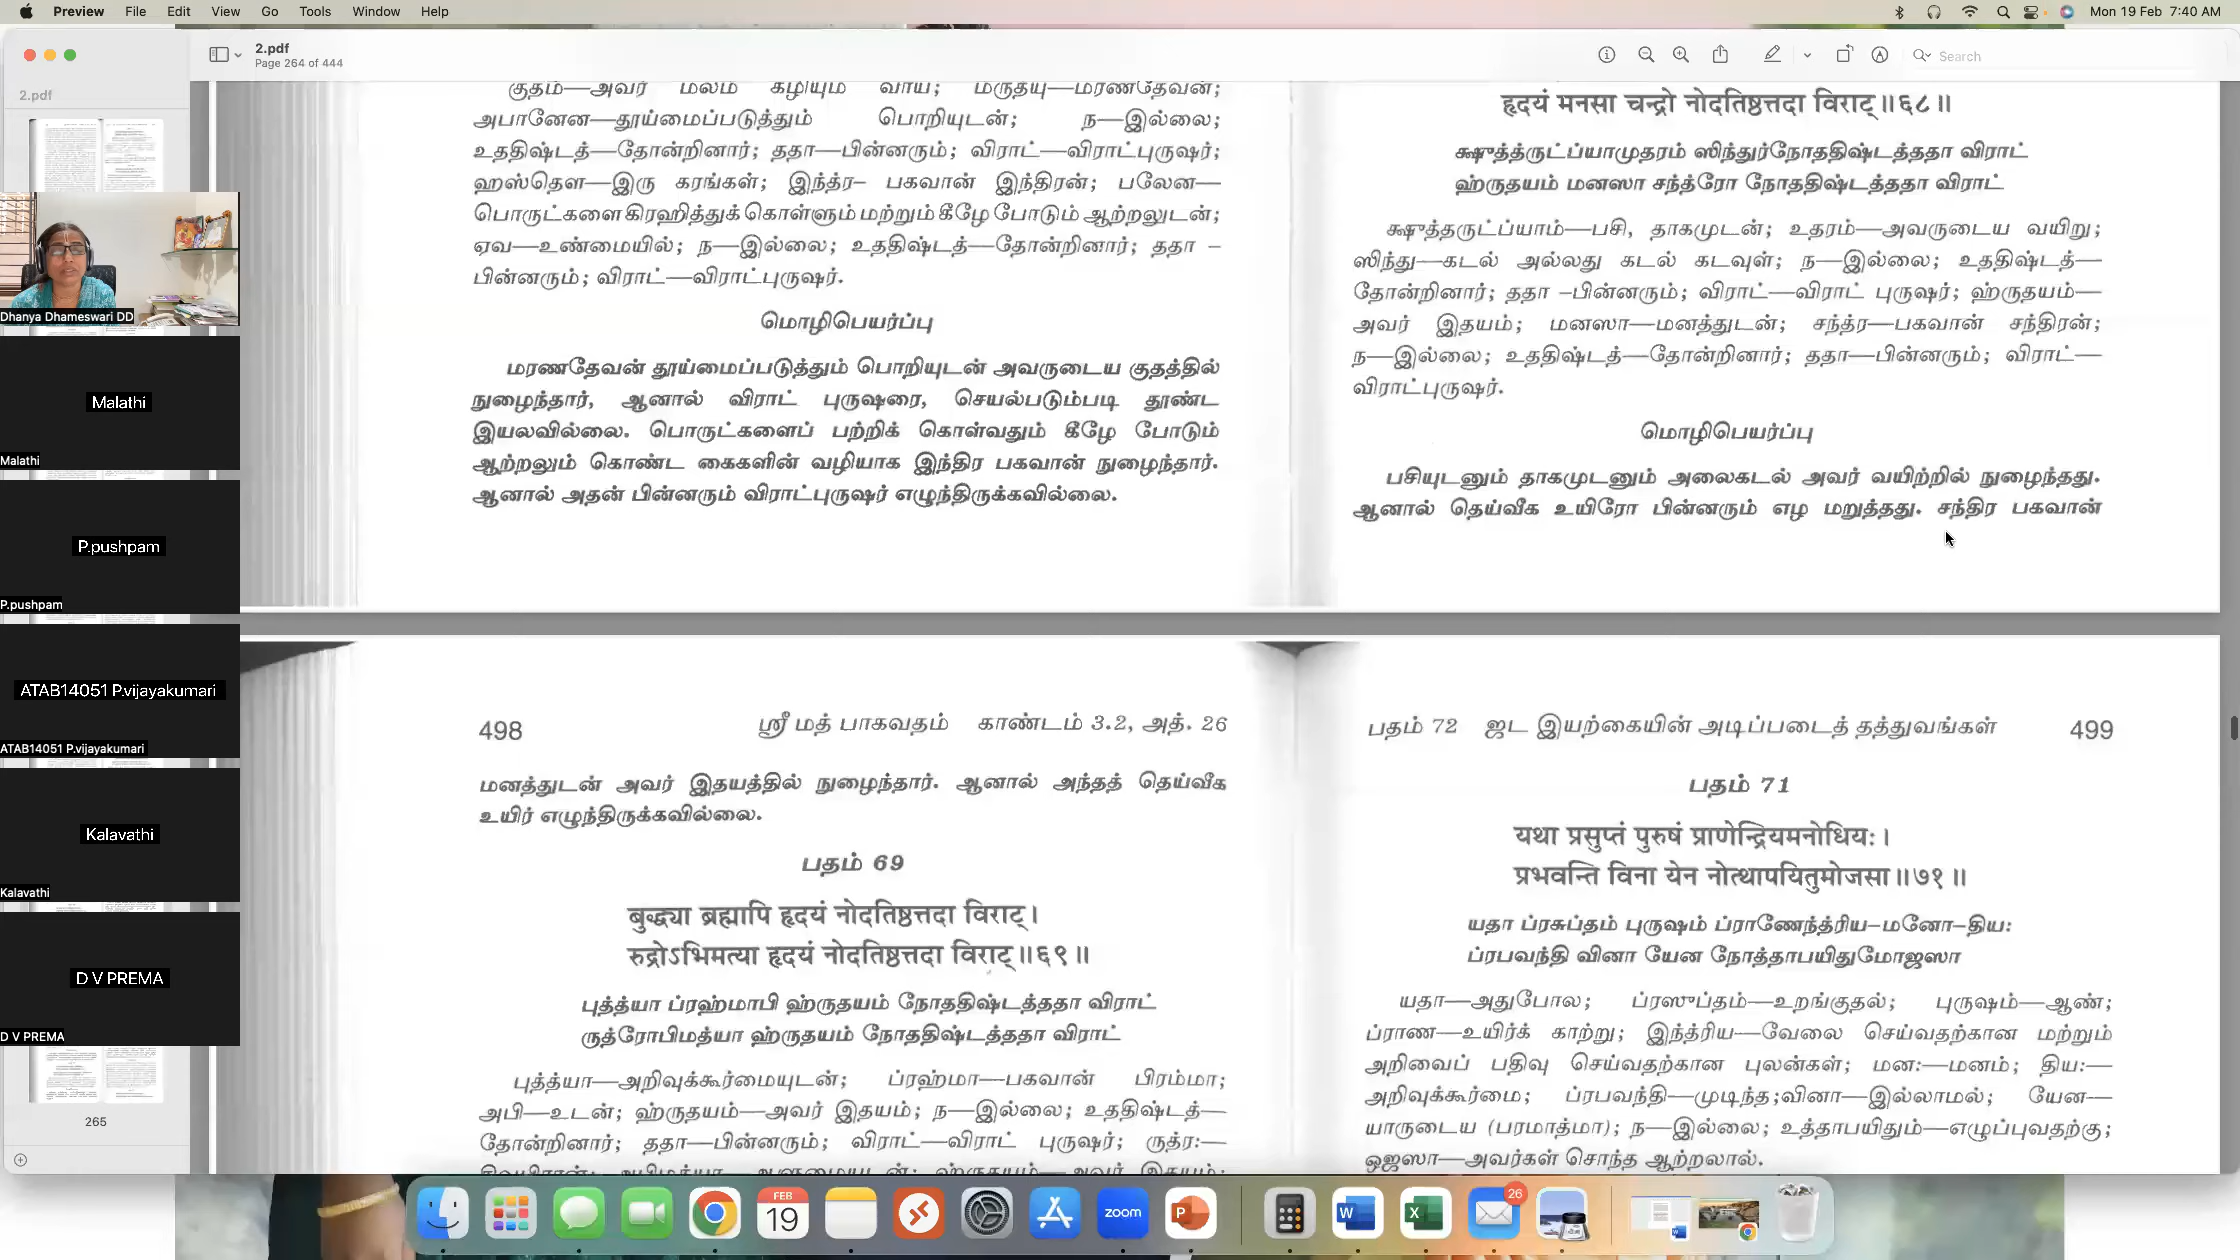 Preview File Edit View Go Tools Window Help
Mon 19 Feb 7:40 AM
2.pdf
Page 264 of 444
Search
2.pdf
Dhanya Dhameswari DD
Malathi
Malathi
P.pushpam
P.pushpam
ATAB14051 P.vijayakumari
ATAB14051 P.vijayakumari
Kalavathi
Kalavathi
D V PREMA
D V PREMA
265
குதம்—அவர் மலம் கழியும் வாய; மருதயு—மரணதேவன்;
அபானேன—தூய்மைப்படுத்தும் பொறியுடன்; ந—இல்லை;
உததிஷ்டத்—தோன்றினார்; ததா—பின்னரும்; விராட்—விராட்புருஷர்;
ஹஸ்தௌ—இரு கரங்கள்; இந்த்ர– பகவான் இந்திரன்; பலேன—
பொருட்களை கிரஹித்துக் கொள்ளும் மற்றும் கீழே போடும் ஆற்றலுடன்;
ஏவ—உண்மையில்; ந—இல்லை; உததிஷ்டத்—தோன்றினார்; ததா –
பின்னரும்; விராட்—விராட்புருஷர்.
மொழிபெயர்ப்பு
மரணதேவன் தூய்மைப்படுத்தும் பொறியுடன் அவருடைய குதத்தில்
நுழைந்தார், ஆனால் விராட் புருஷரை, செயல்படும்படி தூண்ட
இயலவில்லை. பொருட்களைப் பற்றிக் கொள்வதும் கீழே போடும்
ஆற்றலும் கொண்ட கைகளின் வழியாக இந்திர பகவான் நுழைந்தார்.
ஆனால் அதன் பின்னரும் விராட்புருஷர் எழுந்திருக்கவில்லை.
हृदयं मनसा चन्द्रो नोदतिष्ठत्तदा विराट्॥६८॥
க்ஷுத்த்ருட்ப்யாமுதரம் ஸிந்துர்நோததிஷ்டத்ததா விராட்
ஹ்ருதயம் மனஸா சந்த்ரோ நோததிஷ்டத்ததா விராட்
க்ஷுத்தருட்ப்யாம்—பசி, தாகமுடன்; உதரம்—அவருடைய வயிறு;
ஸிந்து—கடல் அல்லது கடல் கடவுள்; ந—இல்லை; உததிஷ்டத்—
தோன்றினார்; ததா –பின்னரும்; விராட்—விராட் புருஷர்; ஹ்ருதயம்—
அவர் இதயம்; மனஸா—மனத்துடன்; சந்த்ர—பகவான் சந்திரன்;
ந—இல்லை; உததிஷ்டத்—தோன்றினார்; ததா—பின்னரும்; விராட்—
விராட்புருஷர்.
மொழிபெயர்ப்பு
பசியுடனும் தாகமுடனும் அலைகடல் அவர் வயிற்றில் நுழைந்தது.
ஆனால் தெய்வீக உயிரோ பின்னரும் எழ மறுத்தது. சந்திர பகவான்
498 ஸ்ரீ மத் பாகவதம் காண்டம் 3.2, அத். 26
மனத்துடன் அவர் இதயத்தில் நுழைந்தார். ஆனால் அந்தத் தெய்வீக
உயிர் எழுந்திருக்கவில்லை.
பதம் 69
बुद्ध्या ब्रह्मापि हृदयं नोदतिष्ठत्तदा विराट्।
रुद्रोऽभिमत्या हृदयं नोदतिष्ठत्तदा विराट्॥६९॥
புத்த்யா ப்ரஹ்மாபி ஹ்ருதயம் நோததிஷ்டத்ததா விராட்
ருத்ரோபிமத்யா ஹ்ருதயம் நோததிஷ்டத்ததா விராட்
புத்த்யா—அறிவுக்கூர்மையுடன்; ப்ரஹ்மா—பகவான் பிரம்மா;
அபி—உடன்; ஹ்ருதயம்—அவர் இதயம்; ந—இல்லை; உததிஷ்டத்—
தோன்றினார்; ததா—பின்னரும்; விராட்—விராட் புருஷர்; ருத்ர:—
பதம் 72 ஜட இயற்கையின் அடிப்படைத் தத்துவங்கள் 499
பதம் 71
यथा प्रसुप्तं पुरुषं प्राणेन्द्रियमनोधियः।
प्रभवन्ति विना येन नोत्थापयितुमोजसा॥७१॥
யதா ப்ரசுப்தம் புருஷம் ப்ராணேந்த்ரிய–மனோ–திய:
ப்ரபவந்தி வினா யேன நோத்தாபயிதுமோஜஸா
யதா—அதுபோல; ப்ரஸுப்தம்—உறங்குதல்; புருஷம்—ஆண்;
ப்ராண—உயிர்க் காற்று; இந்த்ரிய—வேலை செய்வதற்கான மற்றும்
அறிவைப் பதிவு செய்வதற்கான புலன்கள்; மன:—மனம்; திய:—
அறிவுக்கூர்மை; ப்ரபவந்தி—முடிந்த;வினா—இல்லாமல்; யேன—
யாருடைய (பரமாத்மா); ந—இல்லை; உத்தாபயிதும்—எழுப்புவதற்கு;
ஒஜஸா—அவர்கள் சொந்த ஆற்றலால்.
FEB
19
zoom
26